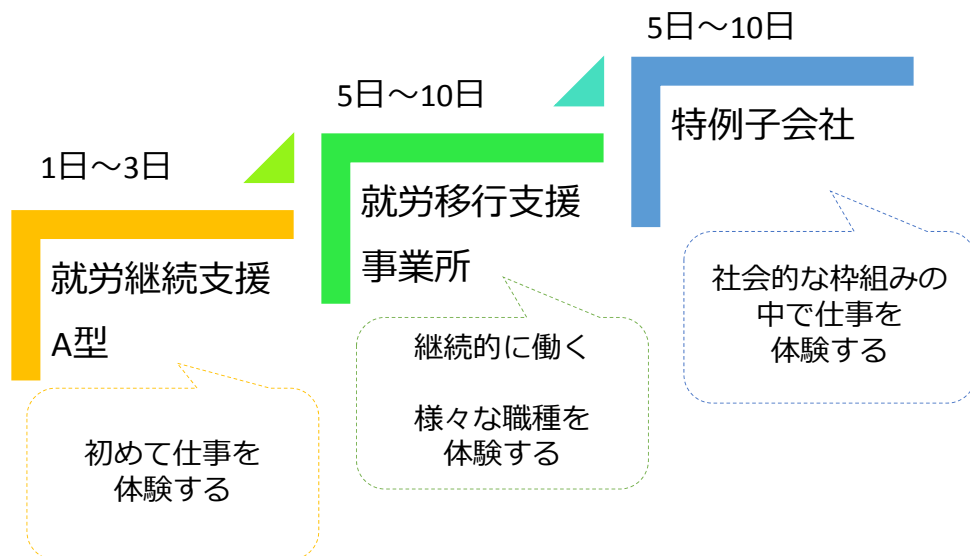 1日～3日
就労継続支援
A型
初めて仕事を
体験する
5日～10日
就労移行支援
事業所
継続的に働く
様々な職種を
体験する
5日～10日
特例子会社
社会的な枠組みの
中で仕事を
体験する